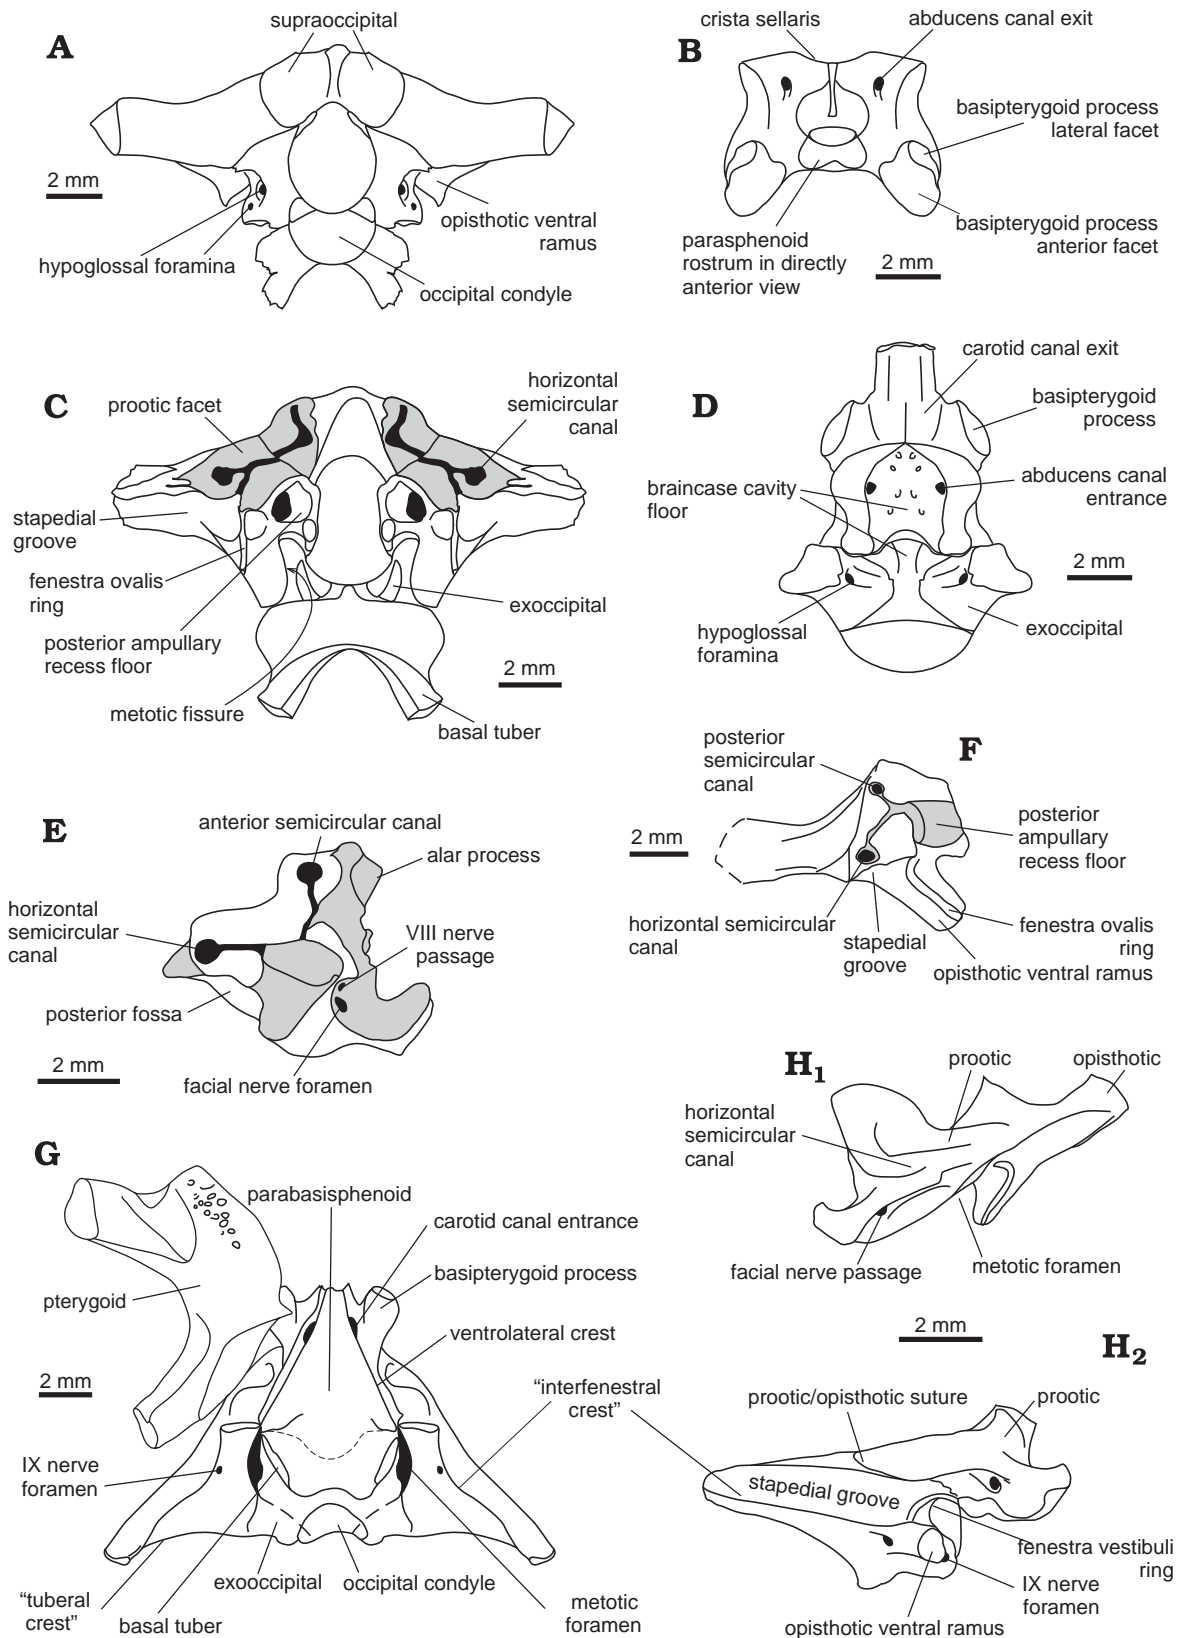 A
supraoccipital
2 mm
hypoglossal foramina
opisthotic ventral
ramus
occipital condyle
B
crista sellaris
abducens canal exit
basipterygoid process
lateral facet
basipterygoid process
anterior facet
parasphenoid
rostrum in directly
anterior view
2 mm
C
prootic facet
horizontal
semicircular
canal
stapedial
groove
fenestra ovalis
ring
posterior ampullary
recess floor
metotic fissure
exoccipital
2 mm
basal tuber
D
carotid canal exit
basipterygoid
process
braincase cavity
floor
abducens canal
entrance
2 mm
hypoglossal
foramina
exoccipital
E
anterior semicircular canal
alar process
horizontal
semicircular
canal
VIII nerve
passage
posterior fossa
2 mm
facial nerve foramen
F
posterior
semicircular
canal
2 mm
posterior
ampullary
recess floor
horizontal semicircular
canal
stapedial
groove
fenestra ovalis
ring
opisthotic ventral ramus
G
parabasisphenoid
carotid canal entrance
basipterygoid process
pterygoid
ventrolateral crest
2 mm
“interfenestral
crest”
IX nerve
foramen
“tuberal
crest”
basal tuber
exooccipital
occipital condyle
metotic
foramen
H1
prootic
opisthotic
horizontal
semicircular
canal
facial nerve passage
metotic foramen
2 mm
H2
prootic/opisthotic suture
prootic
stapedial groove
fenestra vestibuli
ring
IX nerve
foramen
opisthotic ventral ramus